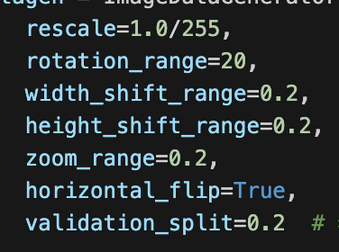 = ImageDataGenerator
rescale=1.0/255,
rotation_range=20,
width_shift_range=0.2,
height_shift_range=0.2,
zoom_range=0.2,
horizontal_flip=True,
validation_split=0.2 #